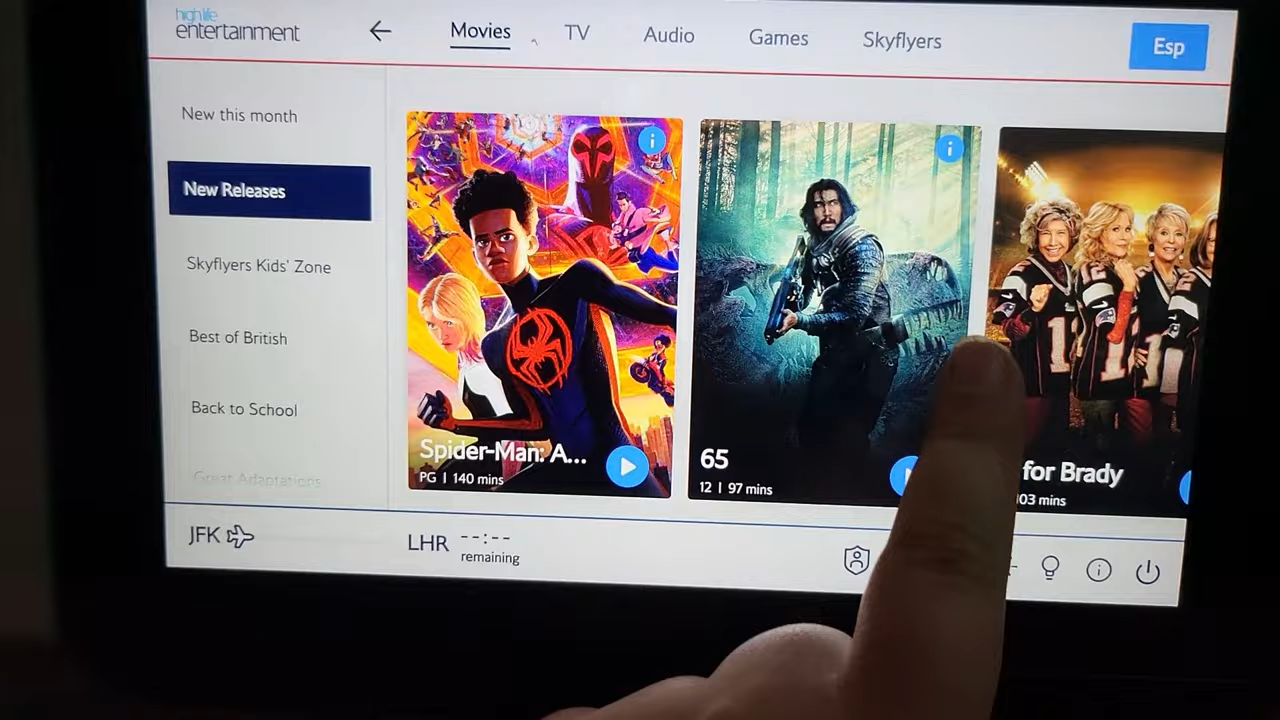 high life
entertainment
Movies
TV
Audio
Games
Skyflyers
Esp
New this month
New Releases
Skyflyers Kids' Zone
Best of British
Back to School
Great Adaptations
Spider-Man: A...
PG | 140 mins
65
12 | 97 mins
for Brady
03 mins
JFK
LHR
--:--
remaining